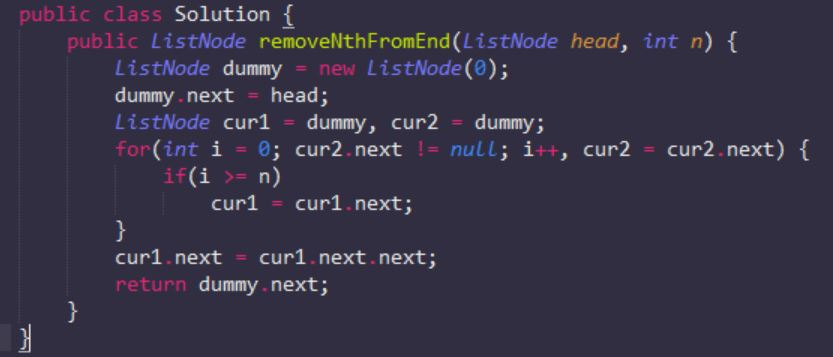 public class Solution {
    public ListNode removeNthFromEnd(ListNode head, int n) {
        ListNode dummy = new ListNode(0);
        dummy.next = head;
        ListNode cur1 = dummy, cur2 = dummy;
        for(int i = 0; cur2.next != null; i++, cur2 = cur2.next) {
            if(i >= n)
                cur1 = cur1.next;
        }
        cur1.next = cur1.next.next;
        return dummy.next;
    }
}